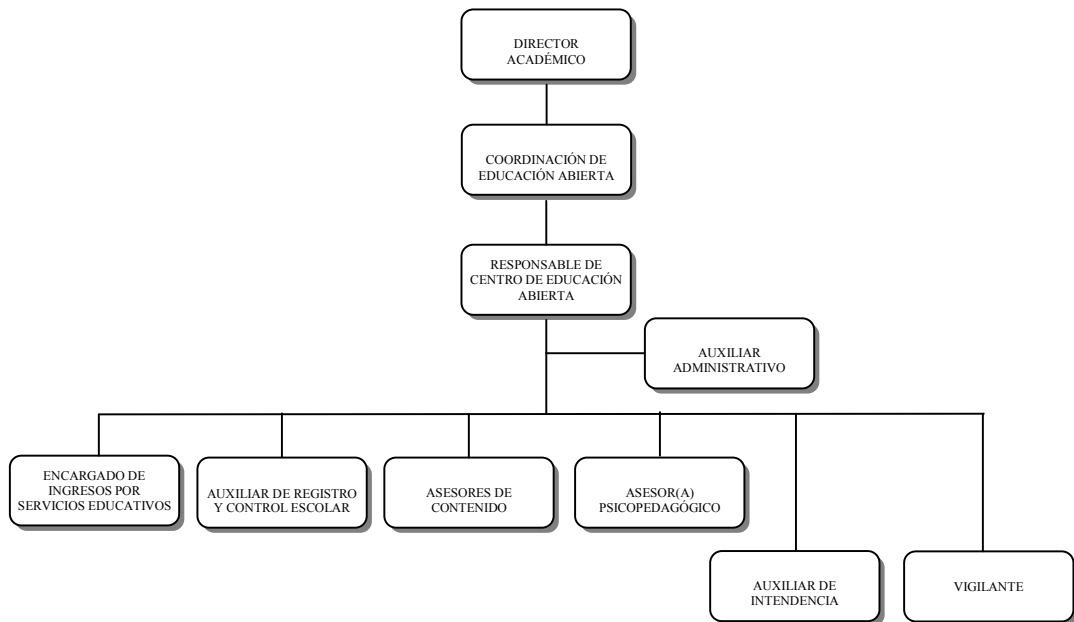 DIRECTOR
ACADÉMICO
COORDINACIÓN DE
EDUCACIÓN ABIERTA
RESPONSABLE DE
CENTRO DE EDUCACIÓN
ABIERTA
AUXILIAR
ADMINISTRATIVO
ENCARGADO DE
INGRESOS POR
SERVICIOS EDUCATIVOS
AUXILIAR DE REGISTRO
Y CONTROL ESCOLAR
ASESORES DE
CONTENIDO
ASESOR(A)
PSICOPEDAGÓGICO
AUXILIAR DE
INTENDENCIA
VIGILANTE